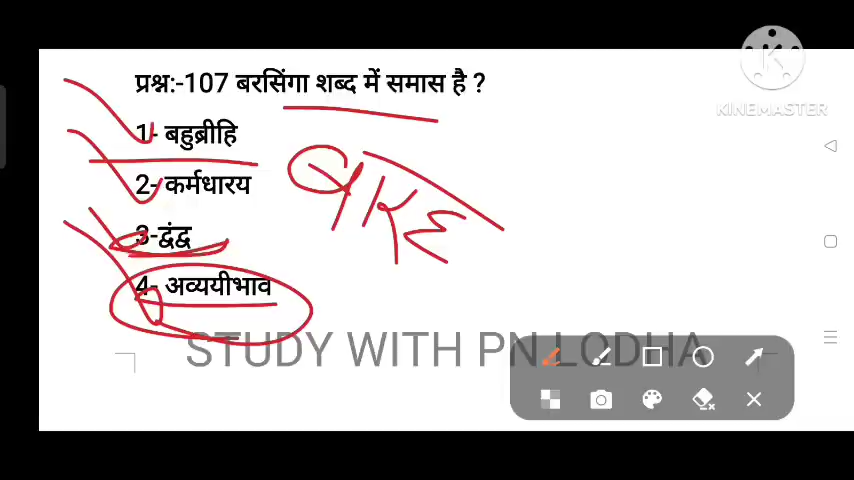 प्रश्न:-107 बरसिंगा शब्द में समास है ?
KINEMASTER
1- बहुब्रीहि
2- कर्मधारय
3-द्वंद्व
4- अव्ययीभाव
STUDY WITH PN LODHA